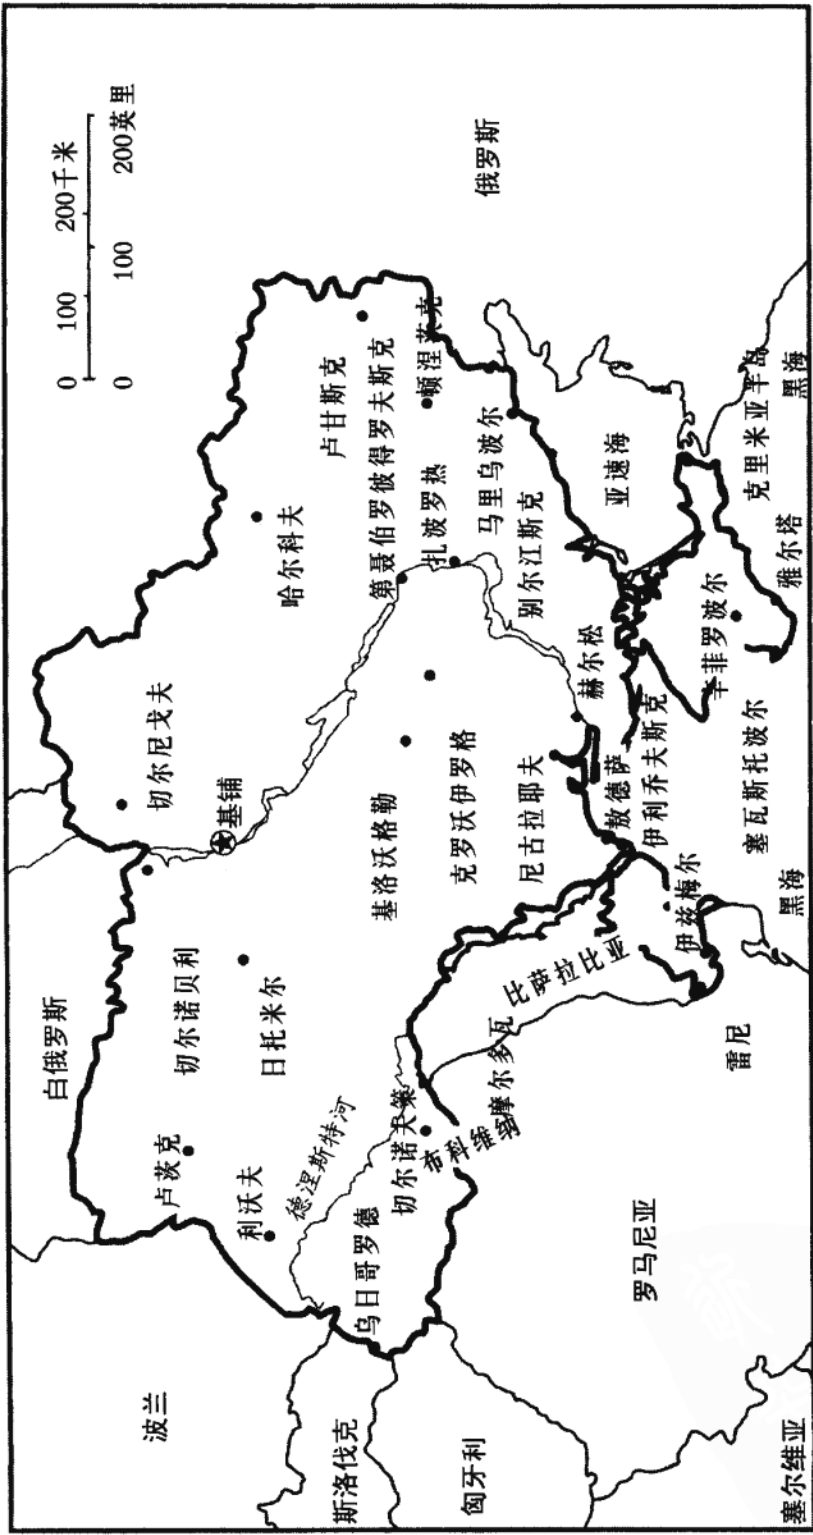 白俄罗斯
0 100 200千米
0 100 200英里
波兰
切尔尼戈夫
卢茨克
切尔诺贝利
基铺
利沃夫
日托米尔
哈尔科夫
德涅斯特河
卢甘斯克
斯洛伐克
乌日哥罗德
基洛沃格勒
第聂伯罗彼得罗夫斯克
切尔诺夫策
顿涅茨克
扎波罗热
克罗沃伊罗格
布科维纳
匈牙利
马里乌波尔
俄罗斯
摩尔多瓦
尼古拉耶夫
别尔江斯克
比萨拉比亚
赫尔松
敖德萨
亚速海
罗马尼亚
伊利乔夫斯克
伊兹梅尔
辛菲罗波尔
雷尼
塞瓦斯托波尔
克里米亚半岛
塞尔维亚
黑海
雅尔塔
黑海